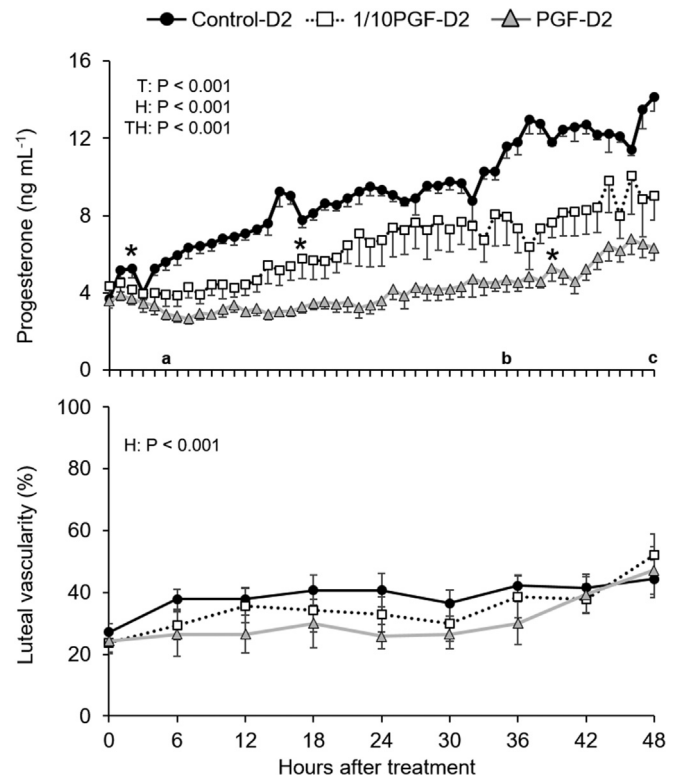 Control-D2 1/10PGF-D2 PGF-D2
16
T: P < 0.001
H: P < 0.001
TH: P < 0.001
12
Progesterone (ng mL-1)
8
*
*
*
4
a b c
0
100
H: P < 0.001
80
Luteal vascularity (%)
60
40
20
0
0 6 12 18 24 30 36 42 48
Hours after treatment